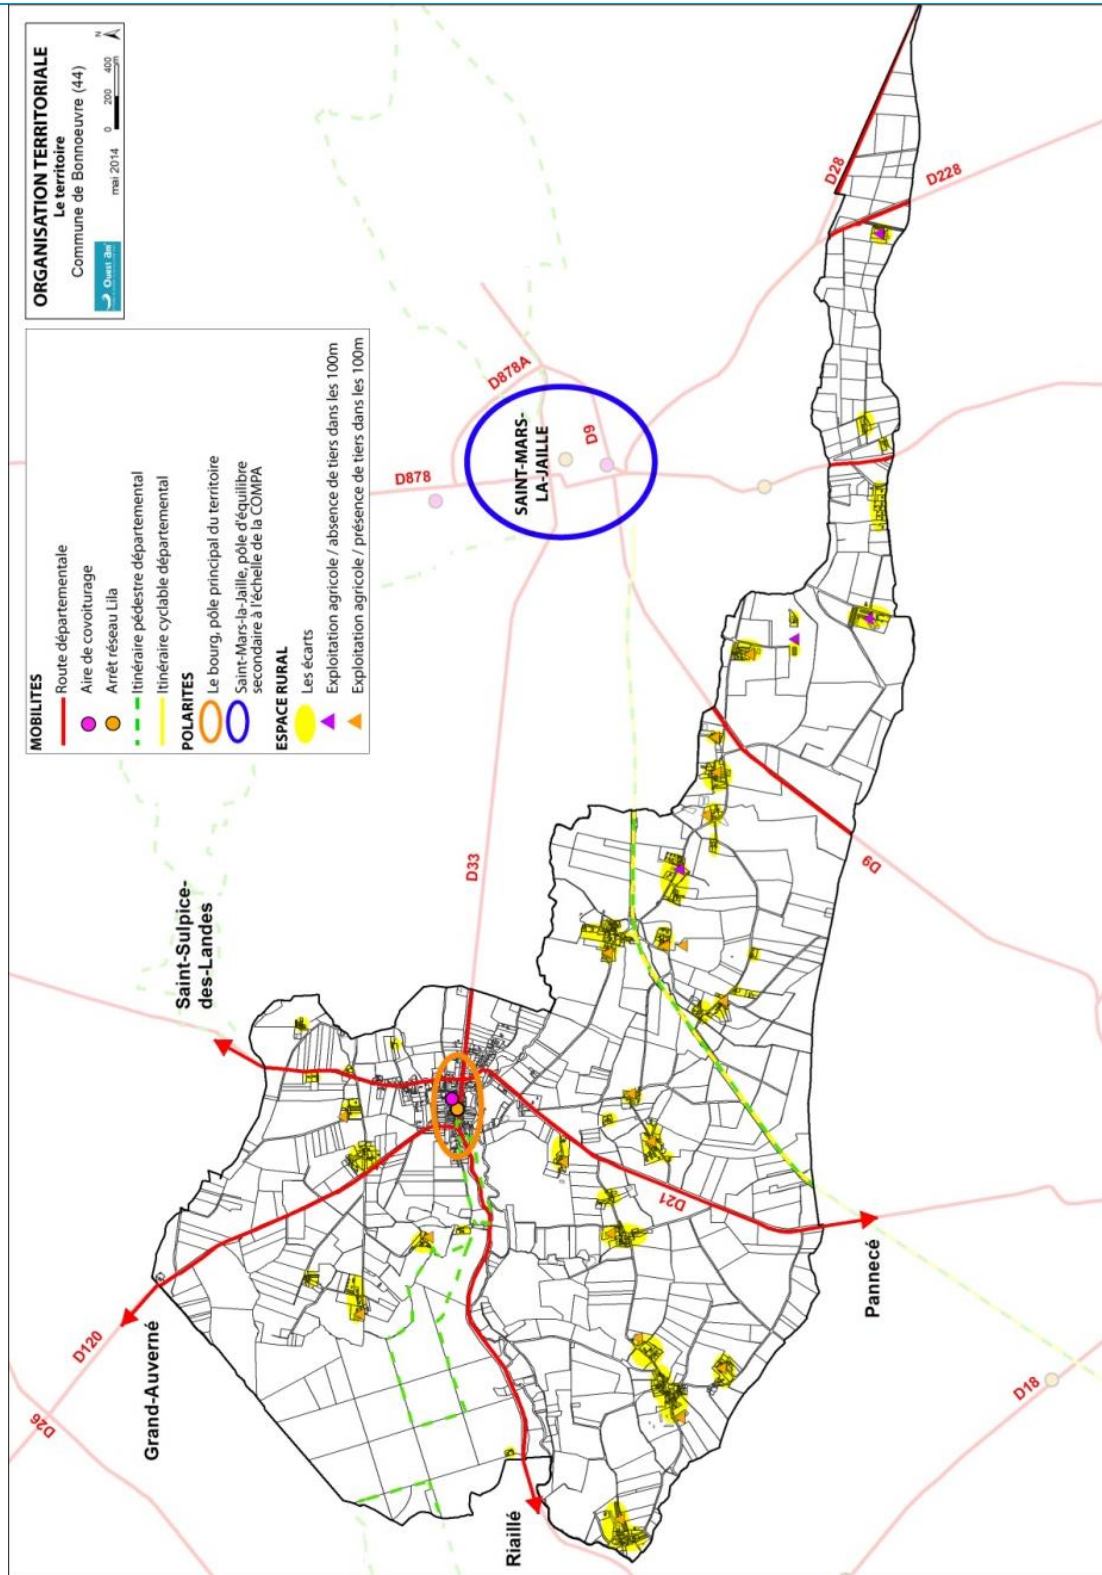 ORGANISATION TERRITORIALE
Le territoire
Commune de Bonnoeuvre (44)
mai 2014
0 200 400
m
N
Ouest am'
MOBILITES
Route départementale
Aire de covoiturage
Arrêt réseau Lila
Itinéraire pédestre départemental
Itinéraire cyclable départemental
POLARITES
Le bourg, pôle principal du territoire
Saint-Mars-la-Jaille, pôle d'équilibre
secondaire à l'échelle de la COMPA
ESPACE RURAL
Les écarts
Exploitation agricole / absence de tiers dans les 100m
Exploitation agricole / présence de tiers dans les 100m
Saint-Sulpice-
des-Landes
SAINT-MARS-
LA-JAILLE
Grand-Auverné
Riaillé
Pannecé
D120
D26
D33
D878
D878A
D9
D28
D228
D9
D21
D18